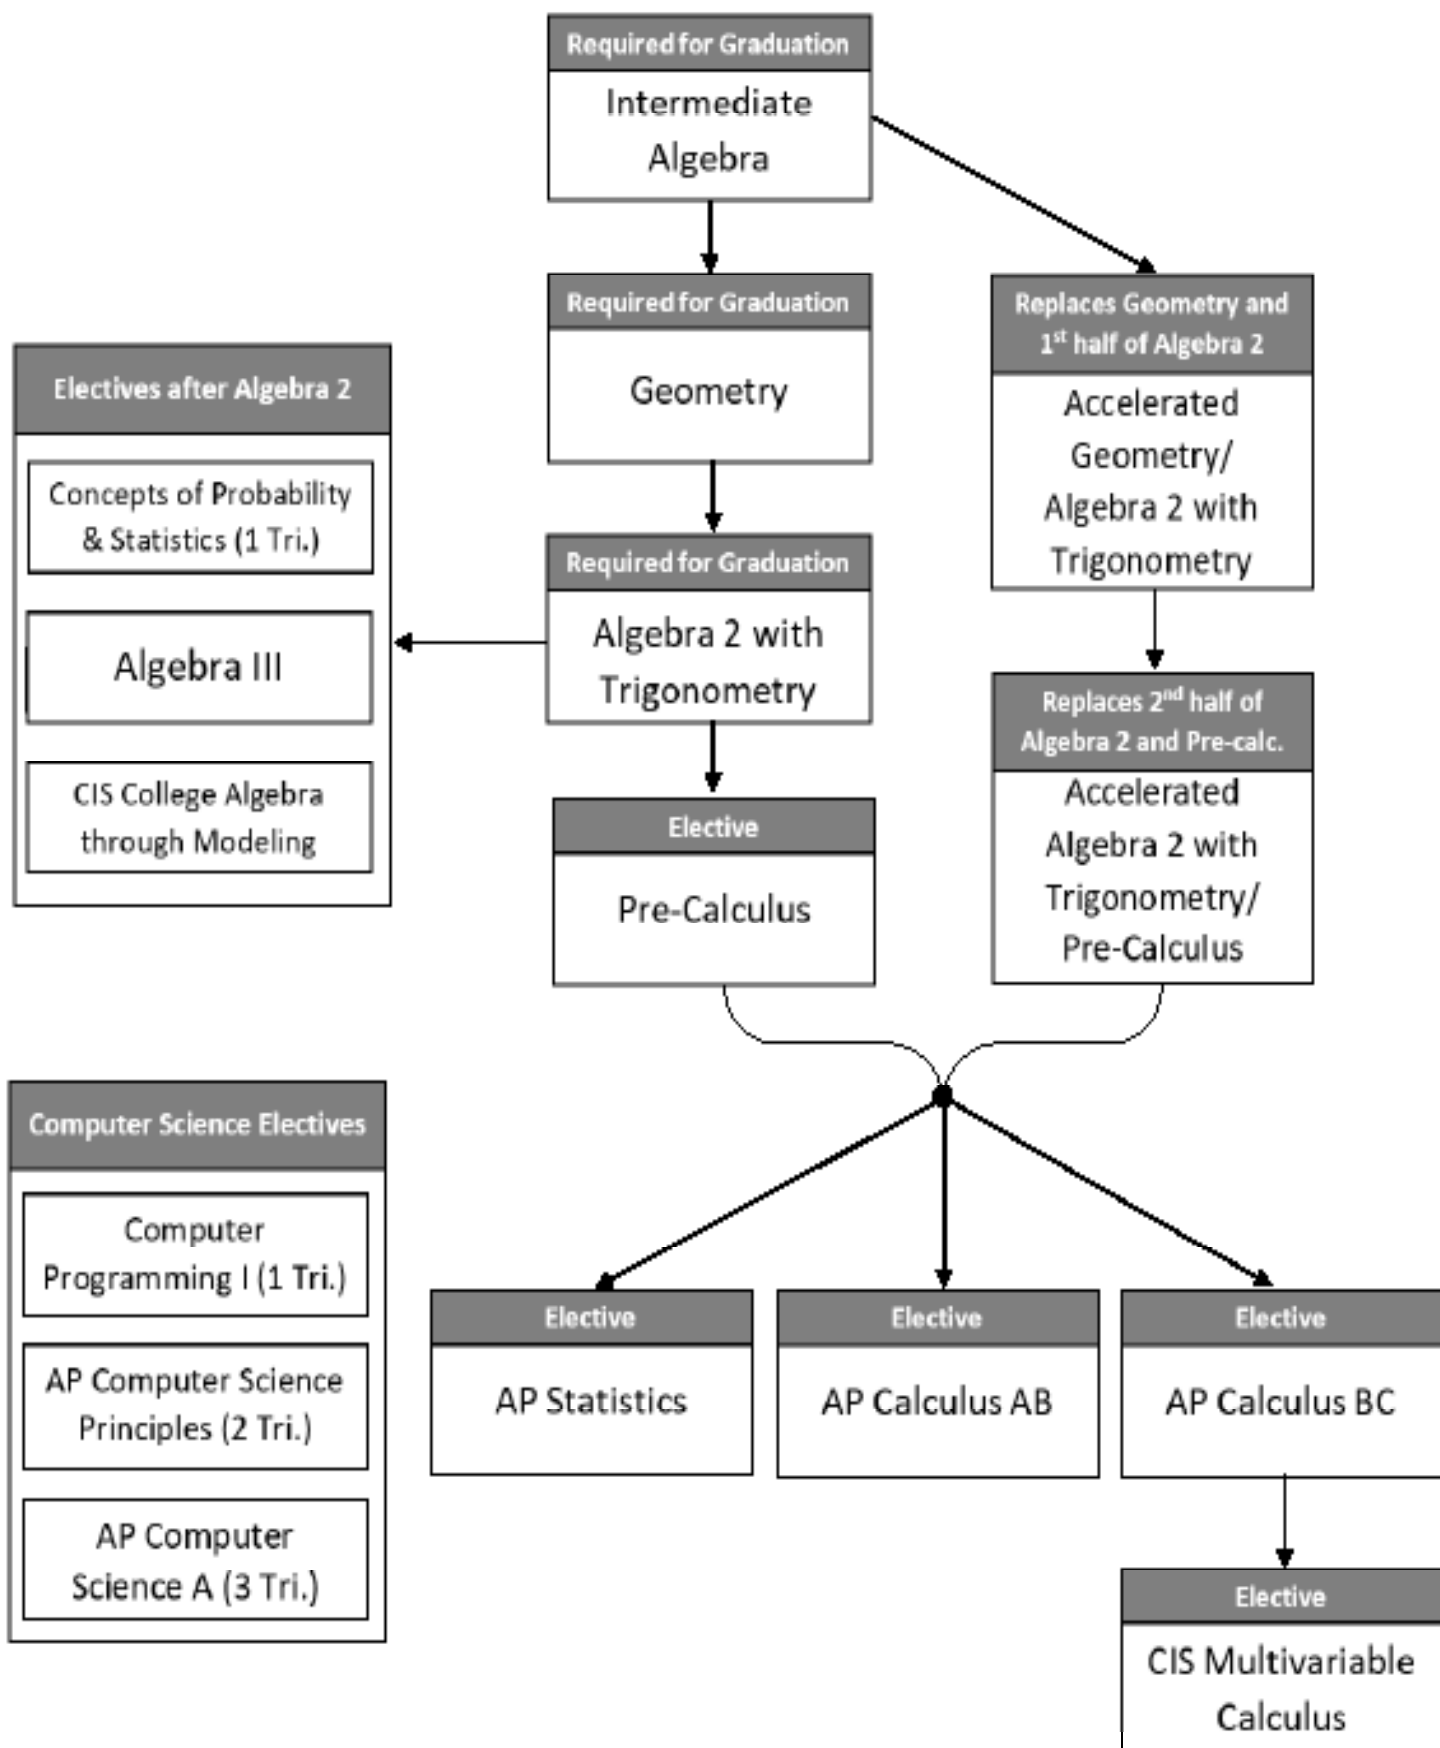 Required for Graduation
Intermediate
Algebra
Required for Graduation
Geometry
Replaces Geometry and
1st half of Algebra 2
Accelerated
Geometry/
Algebra 2 with
Trigonometry
Electives after Algebra 2
Concepts of Probability
& Statistics (1 Tri.)
Algebra III
CIS College Algebra
through Modeling
Required for Graduation
Algebra 2 with
Trigonometry
Replaces 2nd half of
Algebra 2 and Pre-calc.
Accelerated
Algebra 2 with
Trigonometry/
Pre-Calculus
Elective
Pre-Calculus
Computer Science Electives
Computer
Programming I (1 Tri.)
AP Computer Science
Principles (2 Tri.)
AP Computer
Science A (3 Tri.)
Elective
AP Statistics
Elective
AP Calculus AB
Elective
AP Calculus BC
Elective
CIS Multivariable
Calculus